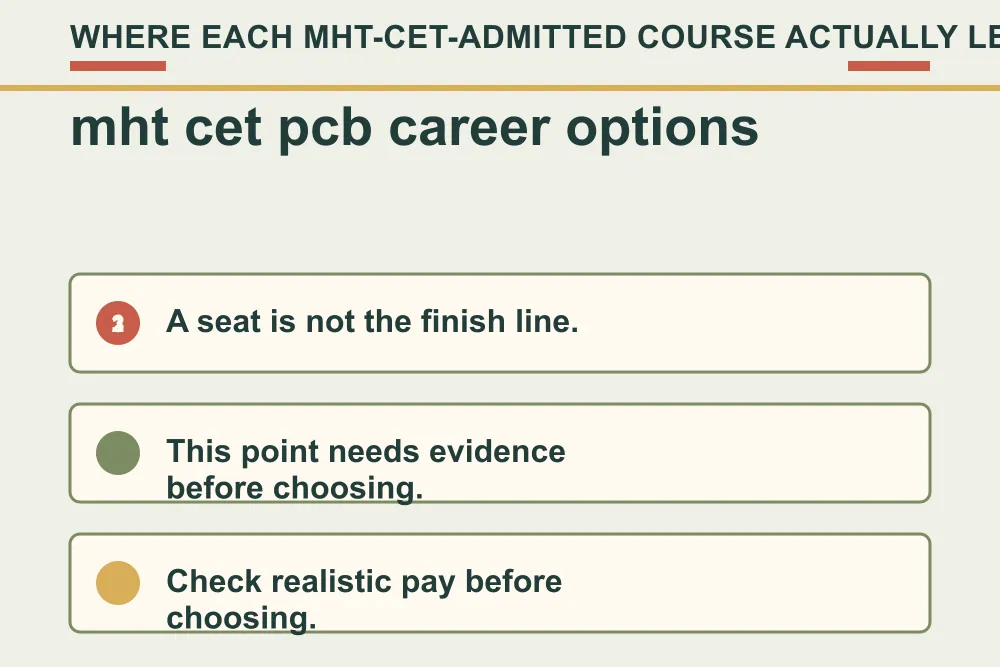 WHERE EACH MHT-CET-ADMITTED COURSE ACTUALLY LE
mht cet pcb career options
A seat is not the finish line.
This point needs evidence
before choosing.
Check realistic pay before
choosing.